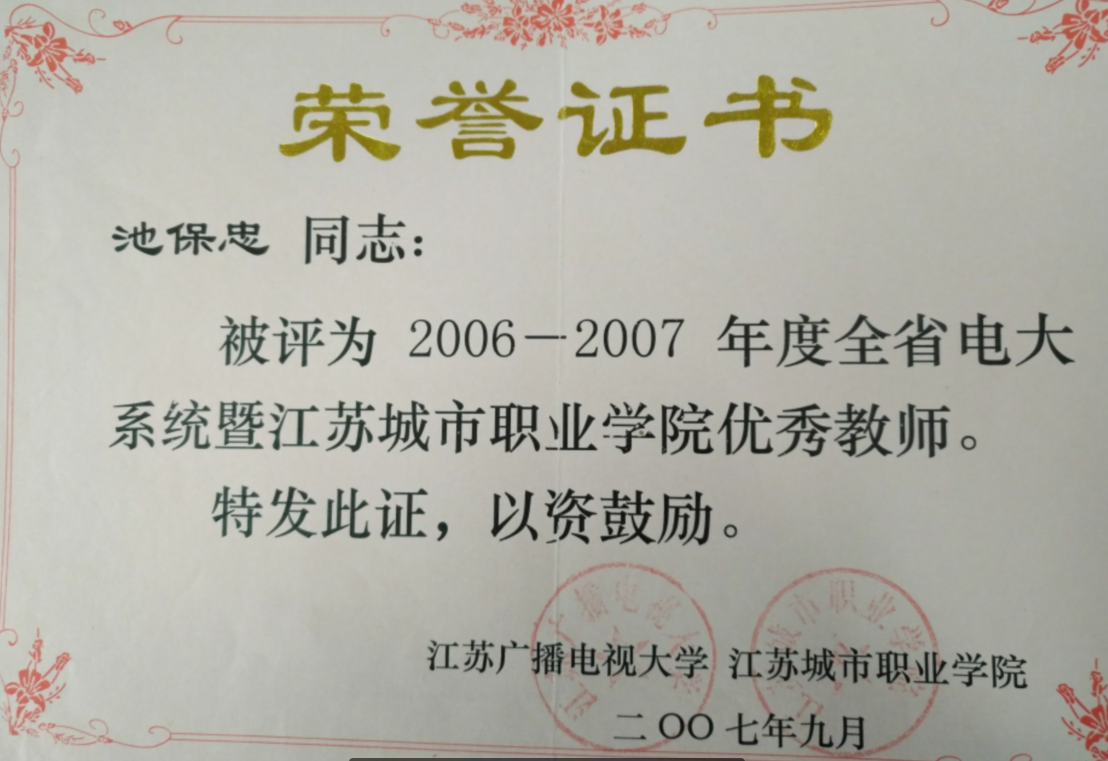 荣誉证书
池保忠 同志：
被评为 2006－2007 年度全省电大
系统暨江苏城市职业学院优秀教师。
特发此证，以资鼓励。
江苏广播电视大学 江苏城市职业学院
二〇〇七年九月